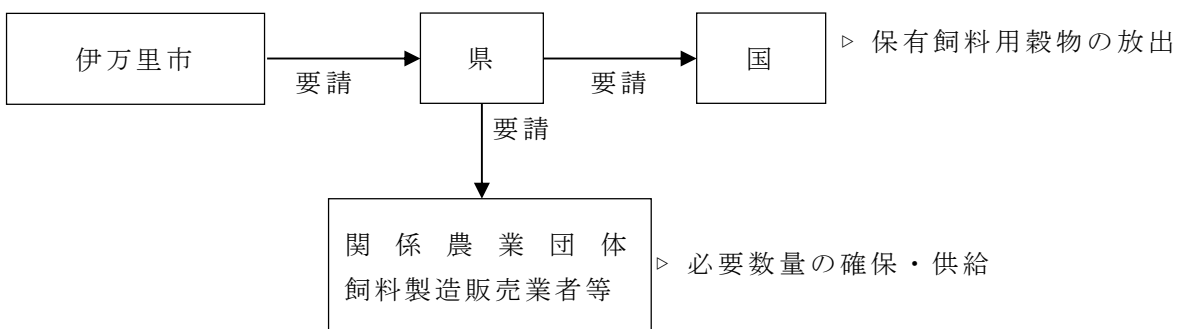 伊万里市
要請
県
要請
国
▷ 保有飼料用穀物の放出
要請
関係農業団体
飼料製造販売業者等
▷ 必要数量の確保・供給